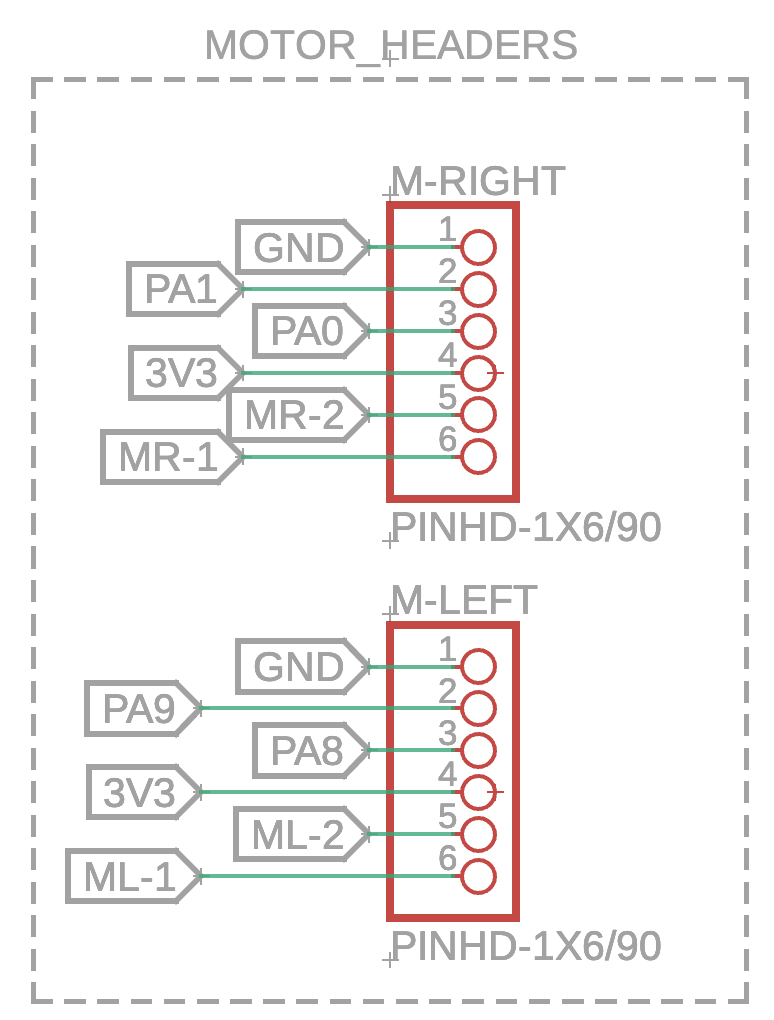 MOTOR_HEADERS
M-RIGHT
GND 1
PA1 2
PA0 3
3V3 4
MR-2 5
MR-1 6
PINHD-1X6/90
M-LEFT
GND 1
PA9 2
PA8 3
3V3 4
ML-2 5
ML-1 6
PINHD-1X6/90